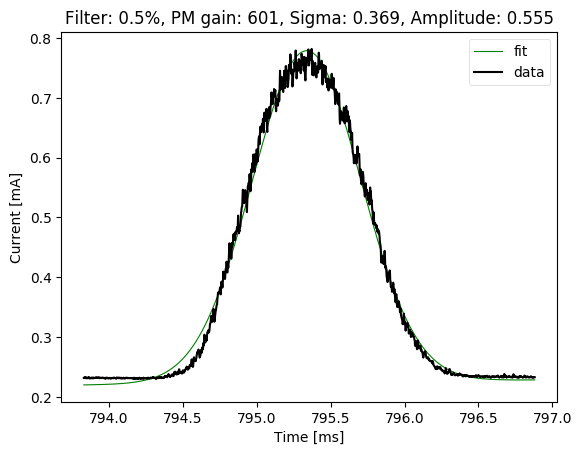 Filter: 0.5%, PM gain: 601, Sigma: 0.369, Amplitude: 0.555
fit
data
0.8
0.7
0.6
0.5
0.4
0.3
0.2
Current [mA]
794.0 794.5 795.0 795.5 796.0 796.5 797.0
Time [ms]